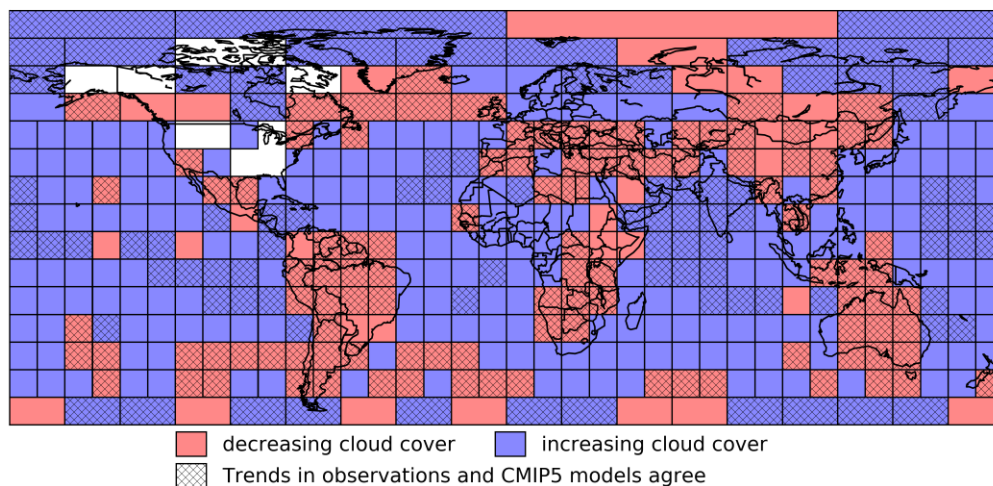 decreasing cloud cover
increasing cloud cover
Trends in observations and CMIP5 models agree